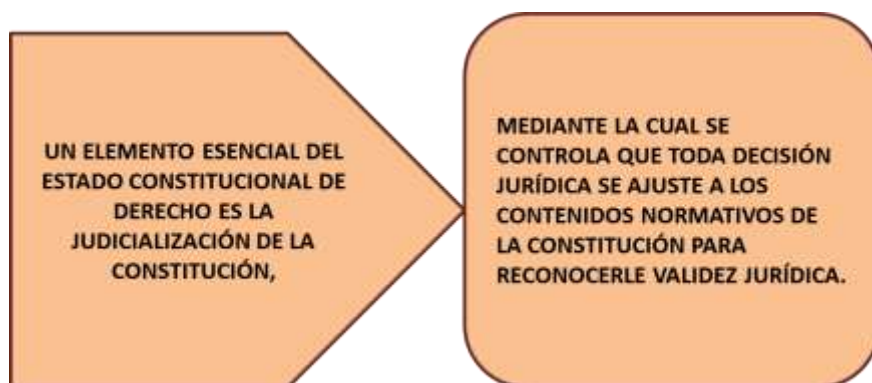 UN ELEMENTO ESENCIAL DEL
ESTADO CONSTITUCIONAL DE
DERECHO ES LA
JUDICIALIZACIÓN DE LA
CONSTITUCIÓN,
MEDIANTE LA CUAL SE
CONTROLA QUE TODA DECISIÓN
JURÍDICA SE AJUSTE A LOS
CONTENIDOS NORMATIVOS DE
LA CONSTITUCIÓN PARA
RECONOCERLE VALIDEZ JURÍDICA.